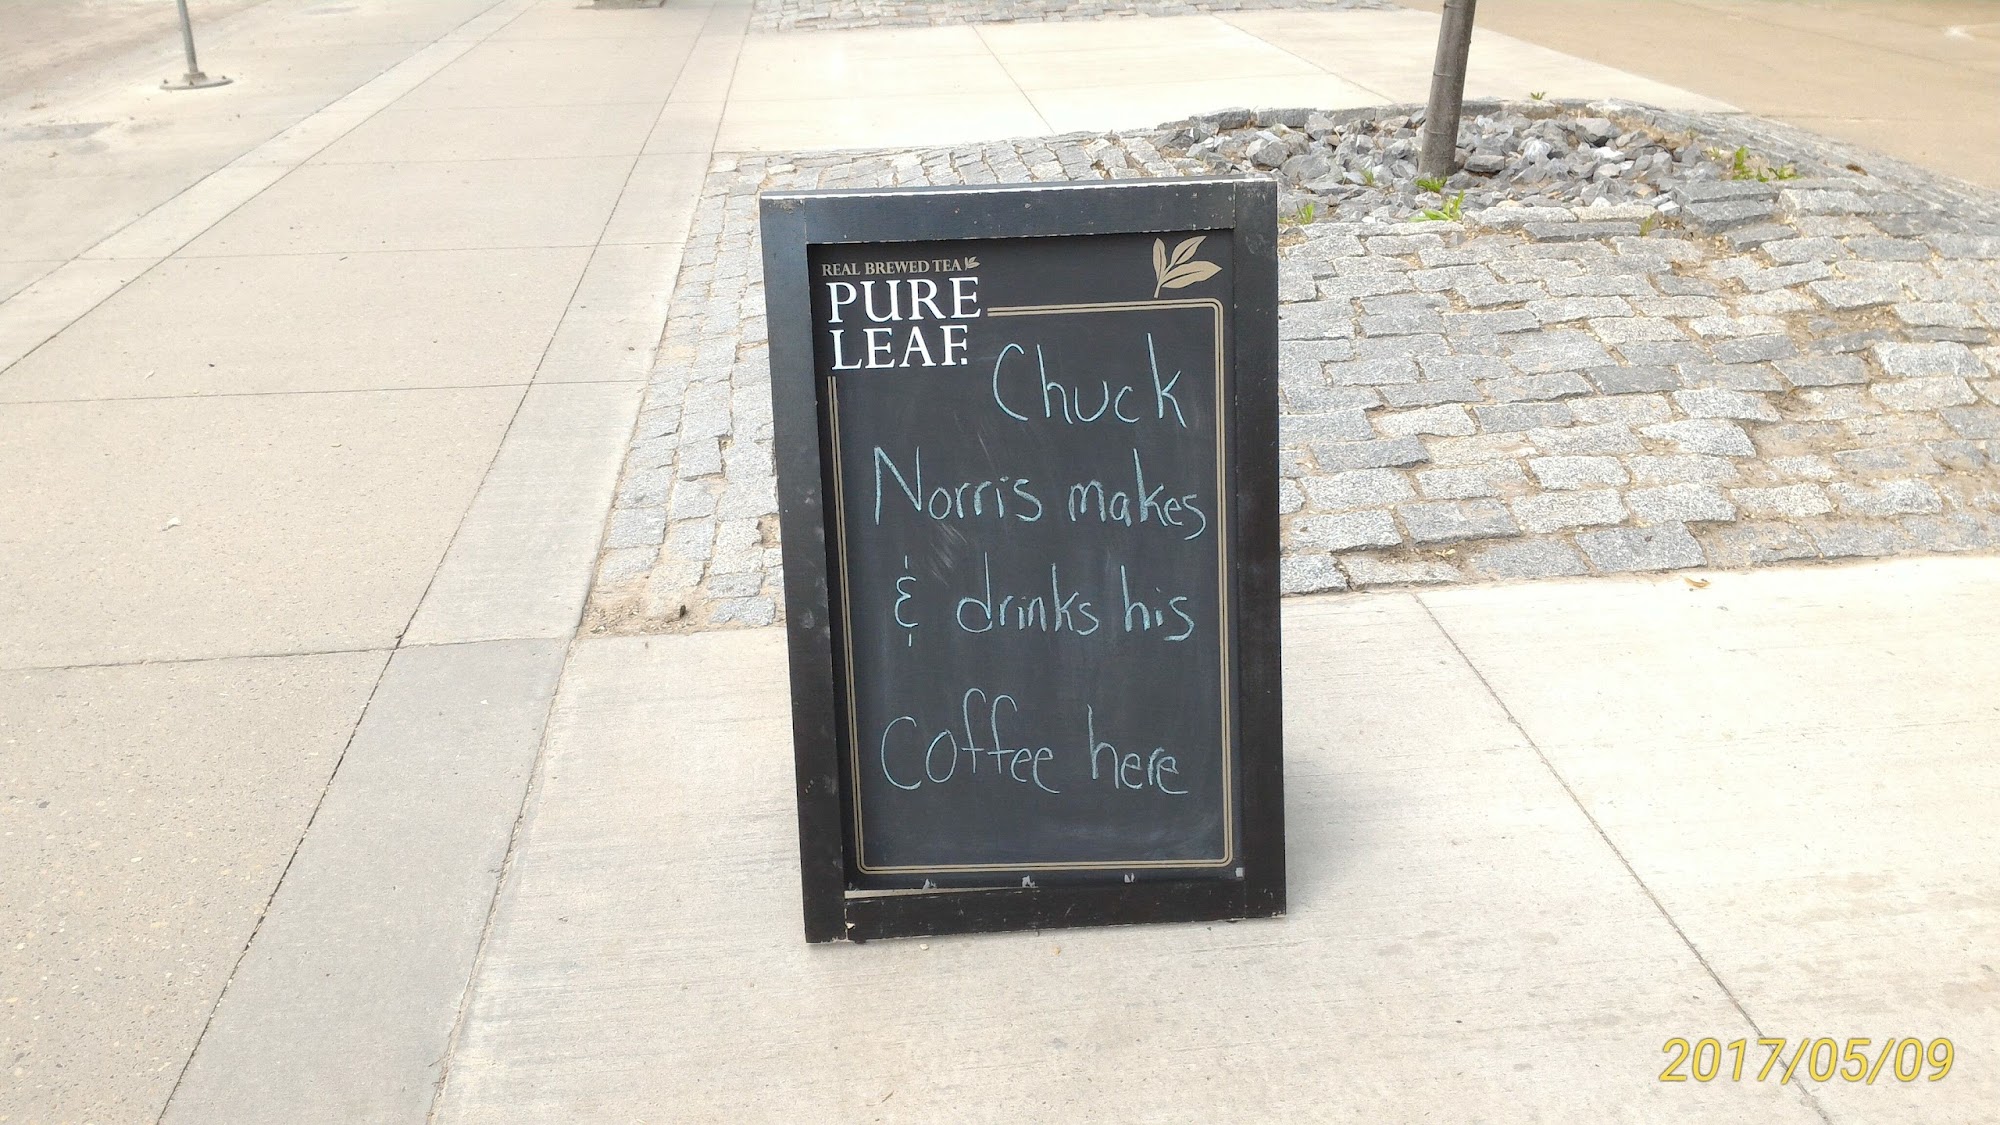 REAL BREWED TEA
PURE
LEAF.
Chuck
Norris makes
& drinks his
Coffee here
2017/05/09